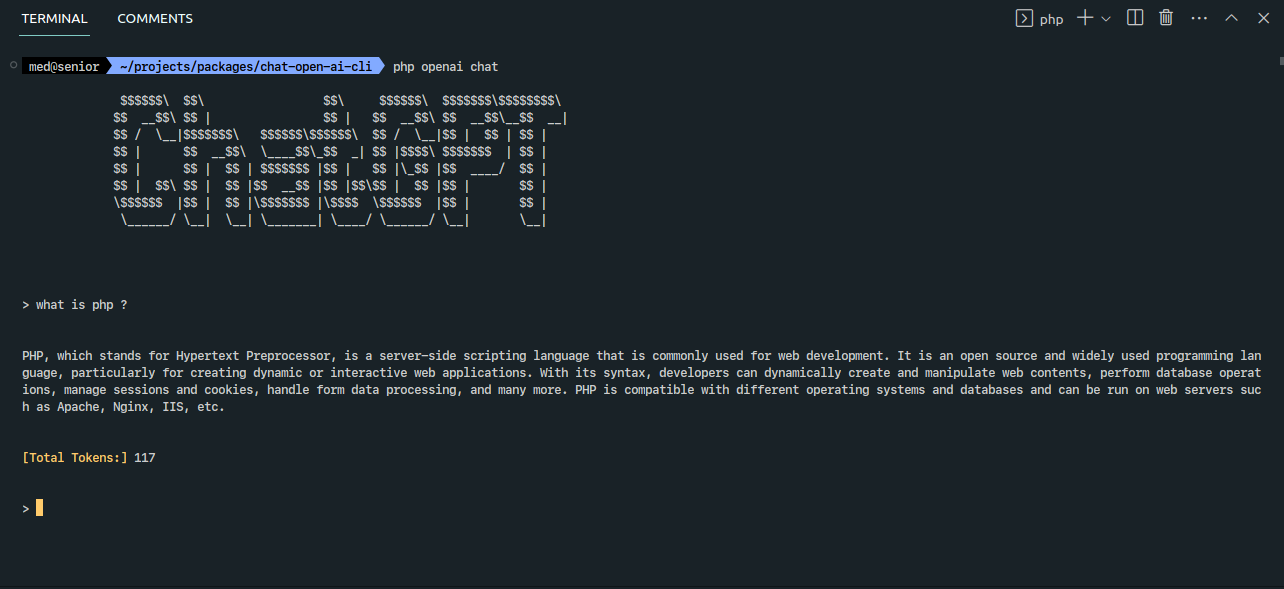 TERMINAL COMMENTS php
med@senior ~/projects/packages/chat-open-ai-cli php openai chat
             $$$$$$\  $$\                 $$\     $$$$$$\  $$$$$$$\$$$$$$$$\
            $$  __$$\ $$ |                $$ |   $$  __$$\ $$  __$$\__$$  __|
            $$ /  \__|$$$$$$$\   $$$$$$\$$$$$$\  $$ /  \__|$$ |  $$ | $$ |
            $$ |      $$  __$$\  \____$$\_$$  _| $$ |$$$$\ $$$$$$$  | $$ |
            $$ |      $$ |  $$ | $$$$$$$ |$$ |   $$ |\_$$ |$$  ____/  $$ |
            $$ |  $$\ $$ |  $$ |$$  __$$ |$$ |$$\$$ |  $$ |$$ |       $$ |
            \$$$$$$  |$$ |  $$ |\$$$$$$$ |\$$$$  \$$$$$$  |$$ |       $$ |
             \______/ \__|  \__| \_______| \____/ \______/ \__|       \__|
> what is php ?
PHP, which stands for Hypertext Preprocessor, is a server-side scripting language that is commonly used for web development. It is an open source and widely used programming lan
guage, particularly for creating dynamic or interactive web applications. With its syntax, developers can dynamically create and manipulate web contents, perform database operat
ions, manage sessions and cookies, handle form data processing, and many more. PHP is compatible with different operating systems and databases and can be run on web servers suc
h as Apache, Nginx, IIS, etc.
[Total Tokens:] 117
>